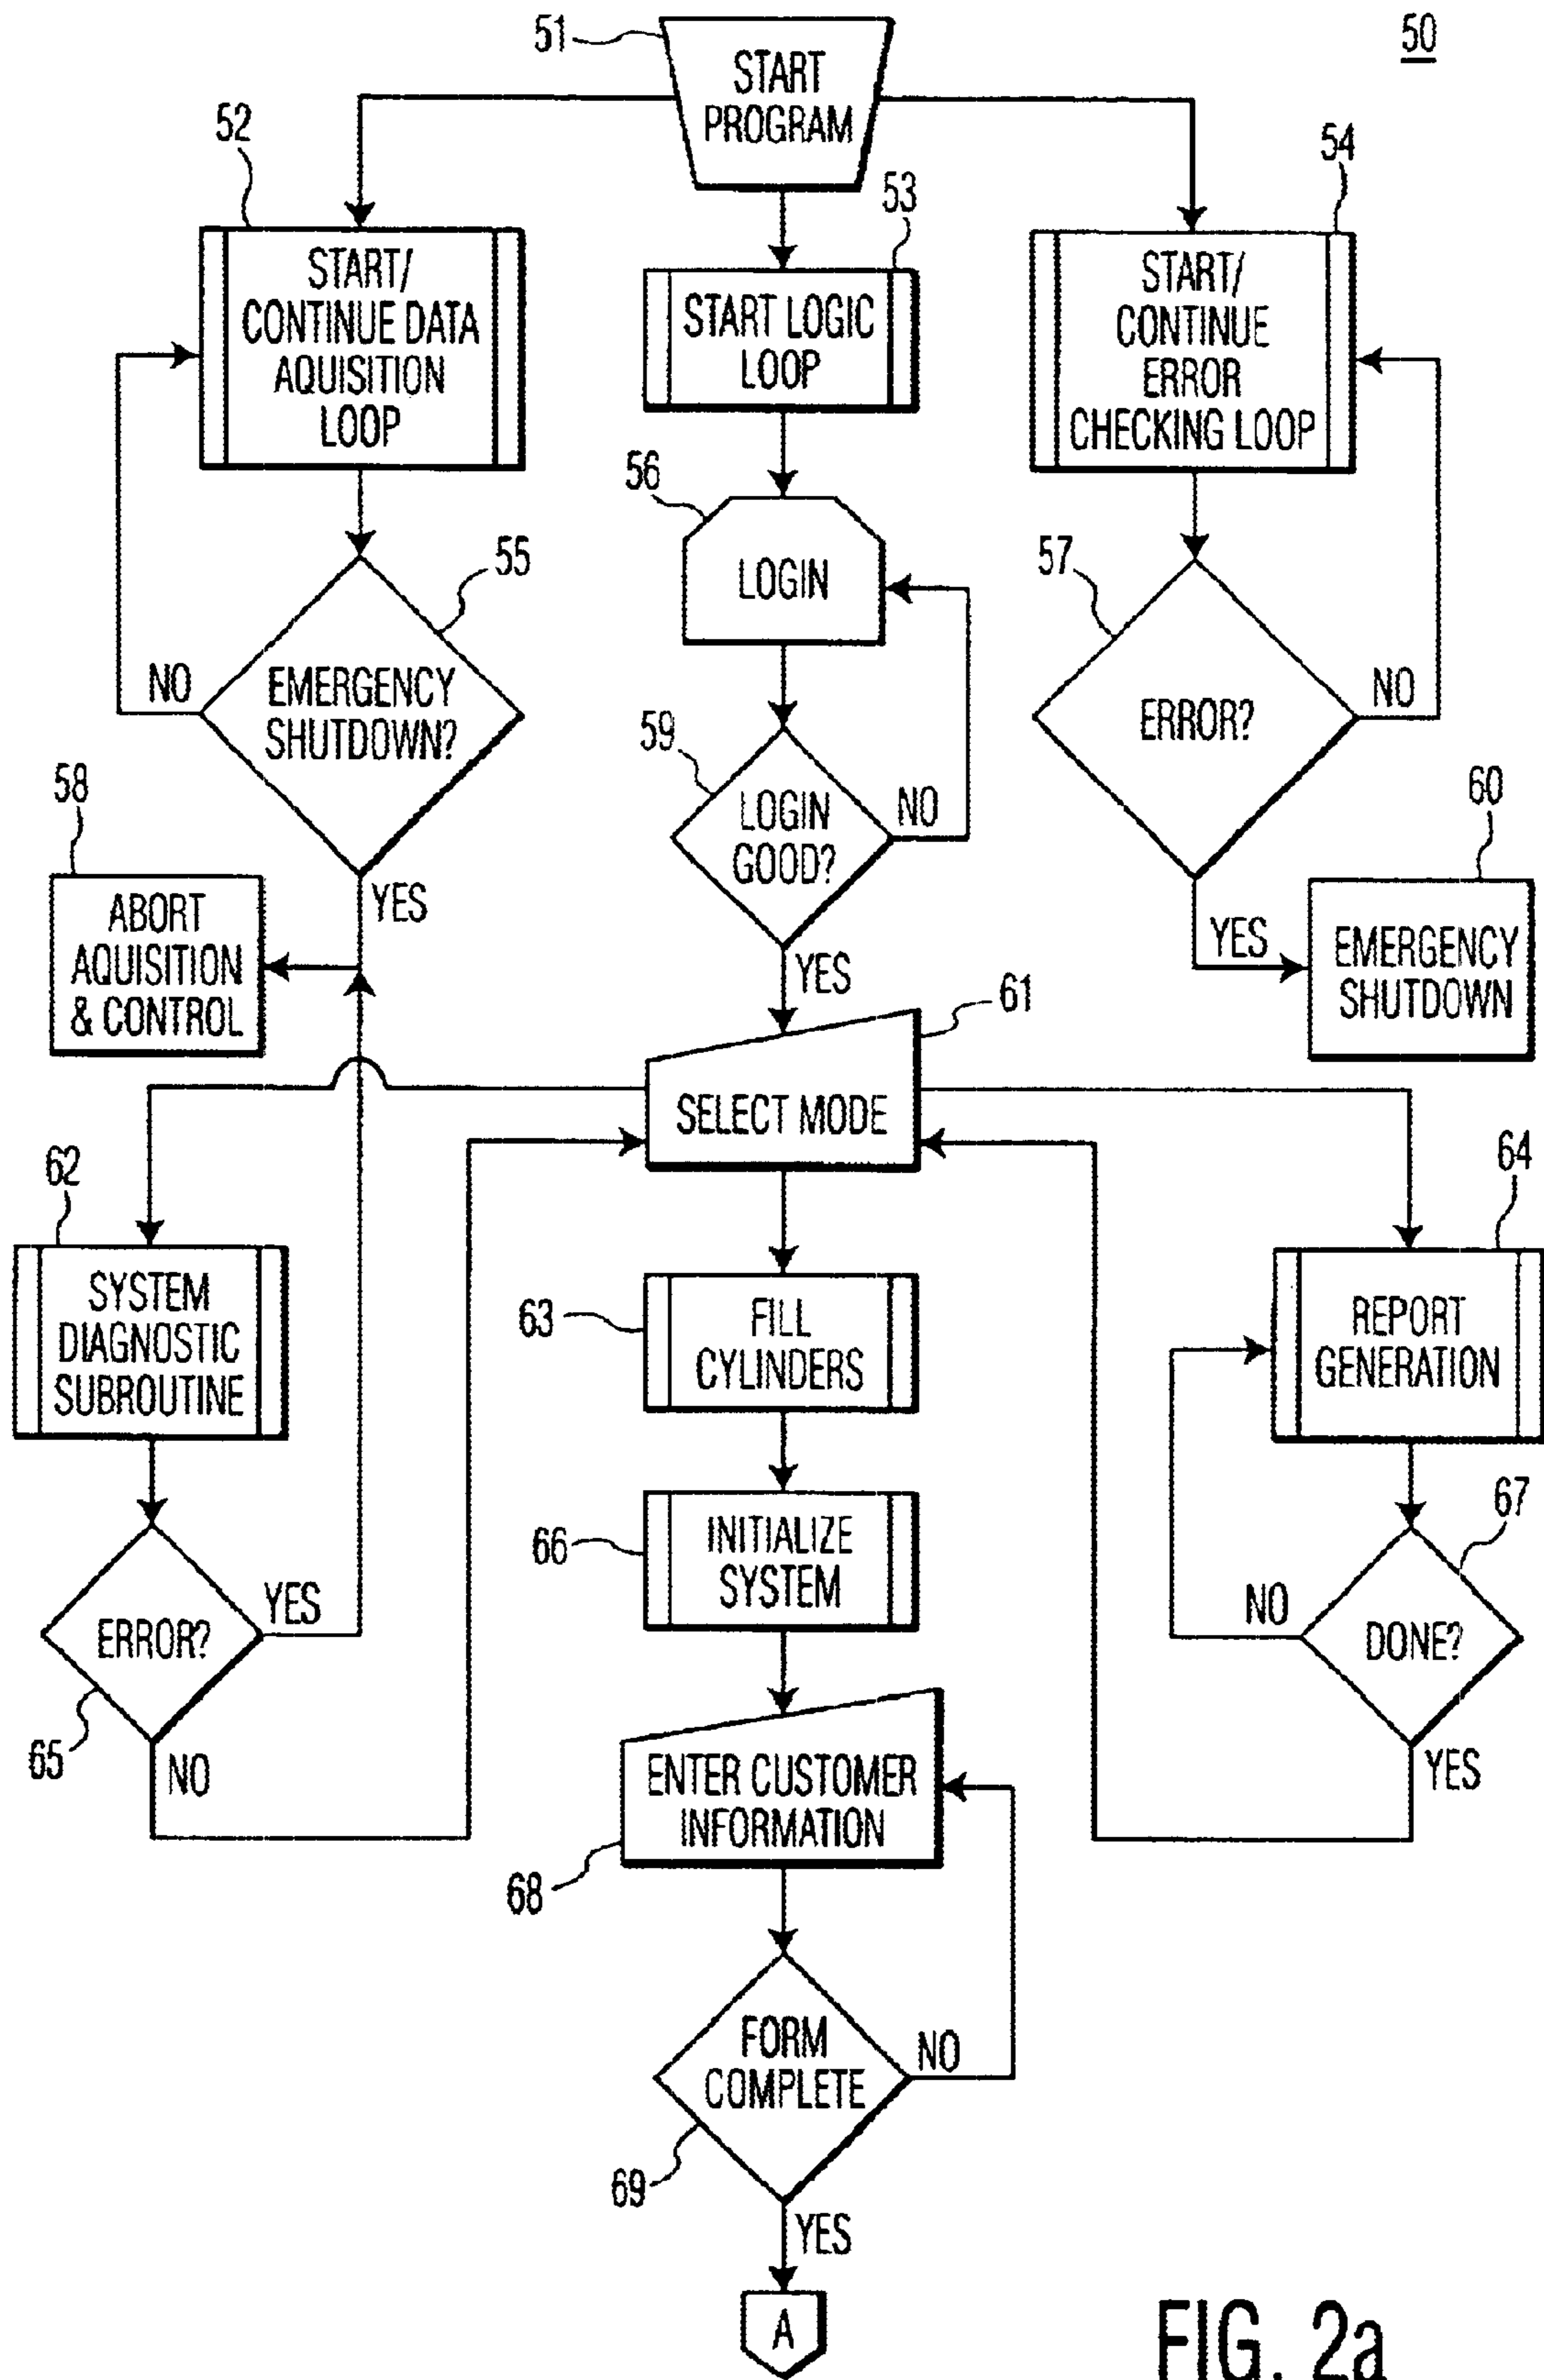 51
50
START
PROGRAM
52
53
54
START/
CONTINUE DATA
AQUISITION
LOOP
START LOGIC
LOOP
START/
CONTINUE
ERROR
CHECKING LOOP
56
LOGIN
55
57
NO
EMERGENCY
SHUTDOWN?
YES
59
LOGIN
GOOD?
NO
YES
ERROR?
NO
YES
58
ABORT
AQUISITION
& CONTROL
60
EMERGENCY
SHUTDOWN
61
SELECT MODE
62
SYSTEM
DIAGNOSTIC
SUBROUTINE
63
FILL
CYLINDERS
64
REPORT
GENERATION
66
INITIALIZE
SYSTEM
67
ERROR?
YES
65
NO
NO
DONE?
YES
ENTER CUSTOMER
INFORMATION
68
FORM
COMPLETE
NO
69
YES
A
FIG. 2a